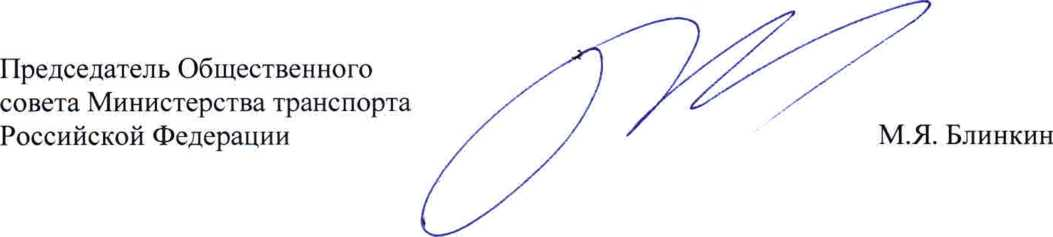 Председатель Общественного
совета Министерства транспорта
Российской Федерации
М.Я. Блинкин